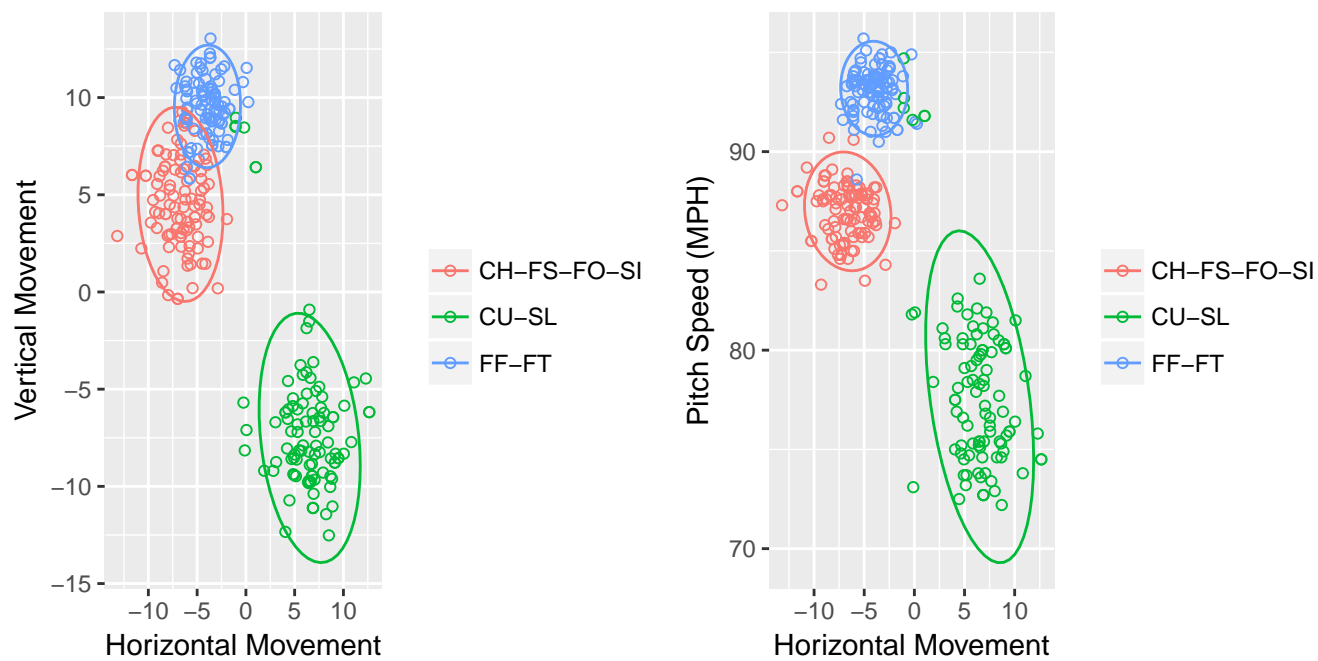 Vertical Movement
10
5
0
−5
−10
−15
−10 −5 0 5 10
Horizontal Movement
CH−FS−FO−SI
CU−SL
FF−FT
Pitch Speed (MPH)
90
80
70
−10 −5 0 5 10
Horizontal Movement
CH−FS−FO−SI
CU−SL
FF−FT